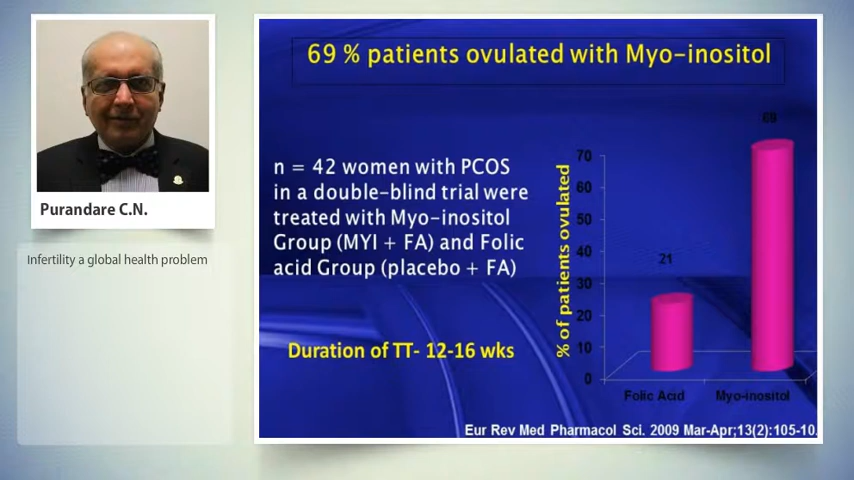 Purandare C.N.
Infertility a global health problem
69 % patients ovulated with Myo-inositol
n = 42 women with PCOS
in a double-blind trial were
treated with Myo-inositol
Group (MYI + FA) and Folic
acid Group (placebo + FA)
Duration of TT- 12-16 wks
% of patients ovulated
70
60
50
40
30
20
10
0
21
69
Folic Acid
Myo-inositol
Eur Rev Med Pharmacol Sci. 2009 Mar-Apr;13(2):105-10.